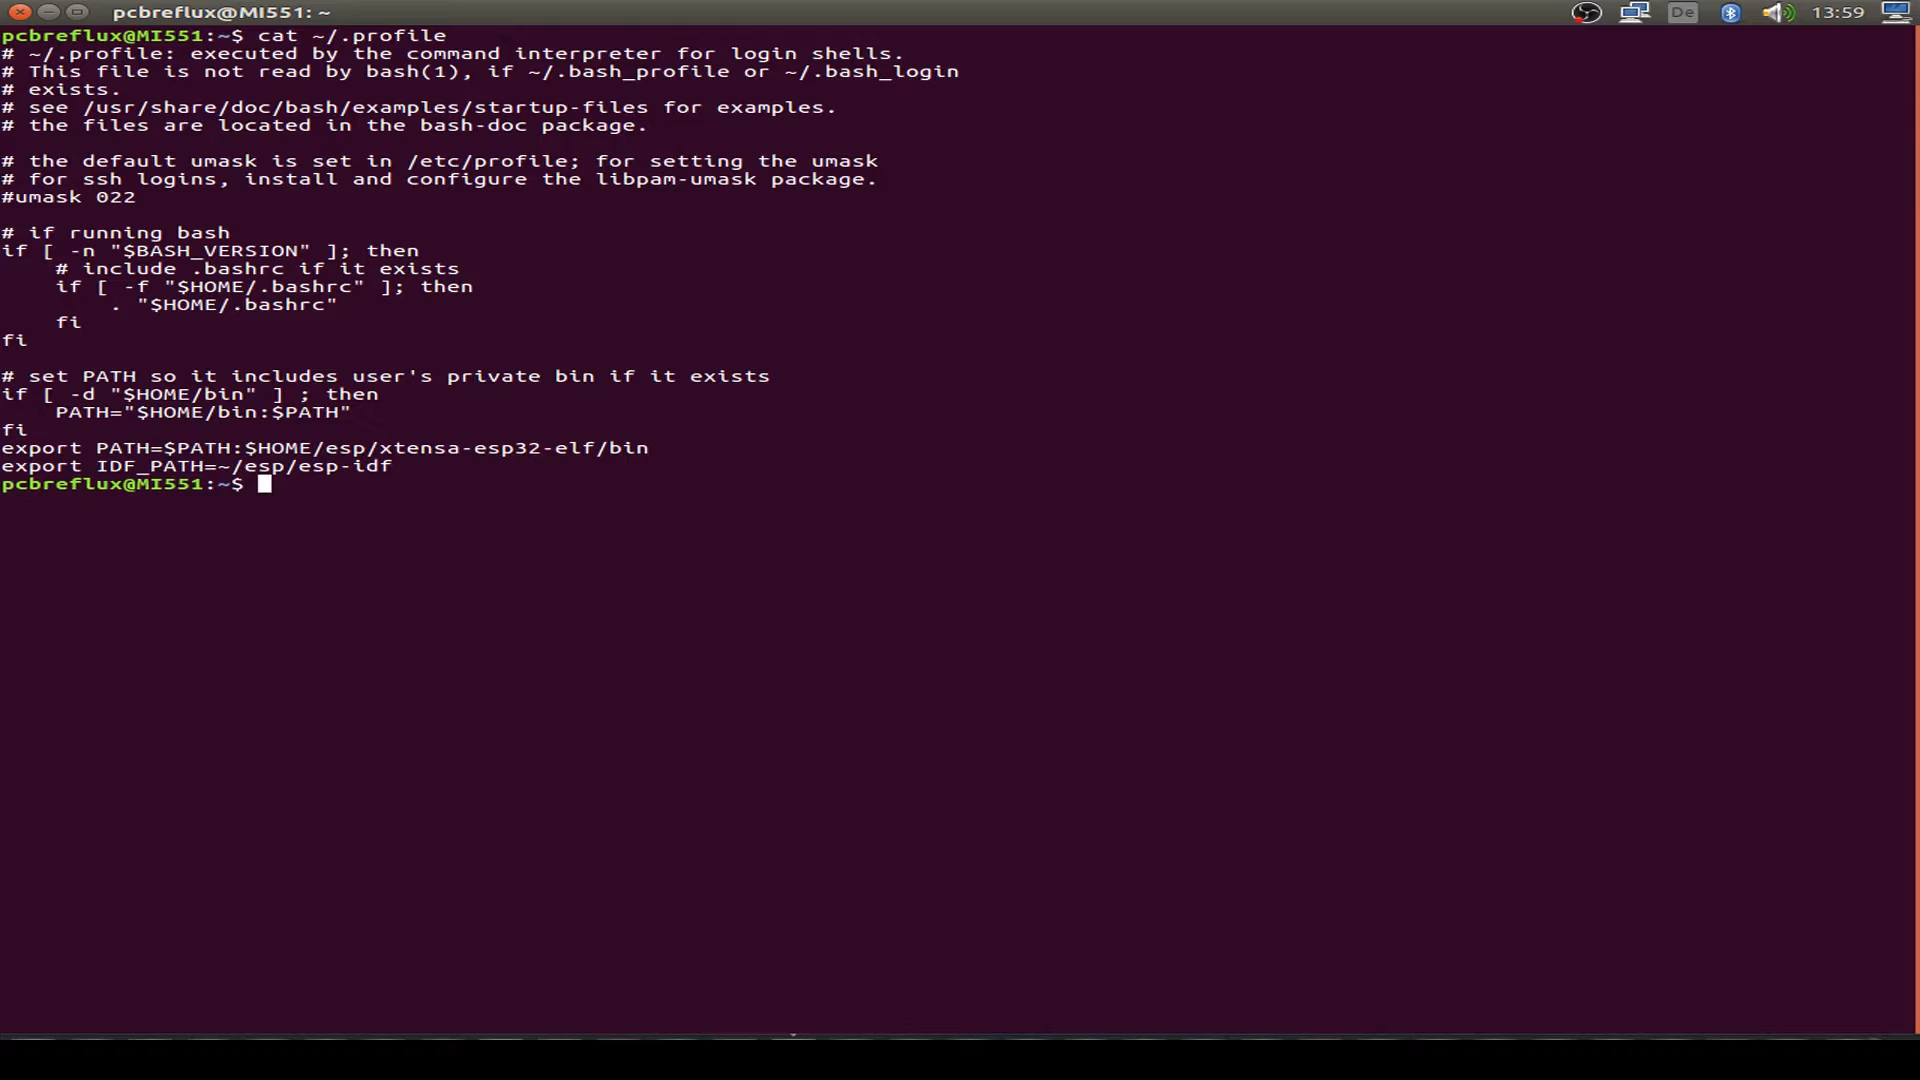 pcbreflux@MI551: ~
De
13:59
pcbreflux@MI551:~$ cat ~/.profile
# ~/.profile: executed by the command interpreter for login shells.
# This file is not read by bash(1), if ~/.bash_profile or ~/.bash_login
# exists.
# see /usr/share/doc/bash/examples/startup-files for examples.
# the files are located in the bash-doc package.

# the default umask is set in /etc/profile; for setting the umask
# for ssh logins, install and configure the libpam-umask package.
#umask 022

# if running bash
if [ -n "$BASH_VERSION" ]; then
    # include .bashrc if it exists
    if [ -f "$HOME/.bashrc" ]; then
        . "$HOME/.bashrc"
    fi
fi

# set PATH so it includes user's private bin if it exists
if [ -d "$HOME/bin" ] ; then
    PATH="$HOME/bin:$PATH"
fi
export PATH=$PATH:$HOME/esp/xtensa-esp32-elf/bin
export IDF_PATH=~/esp/esp-idf
pcbreflux@MI551:~$